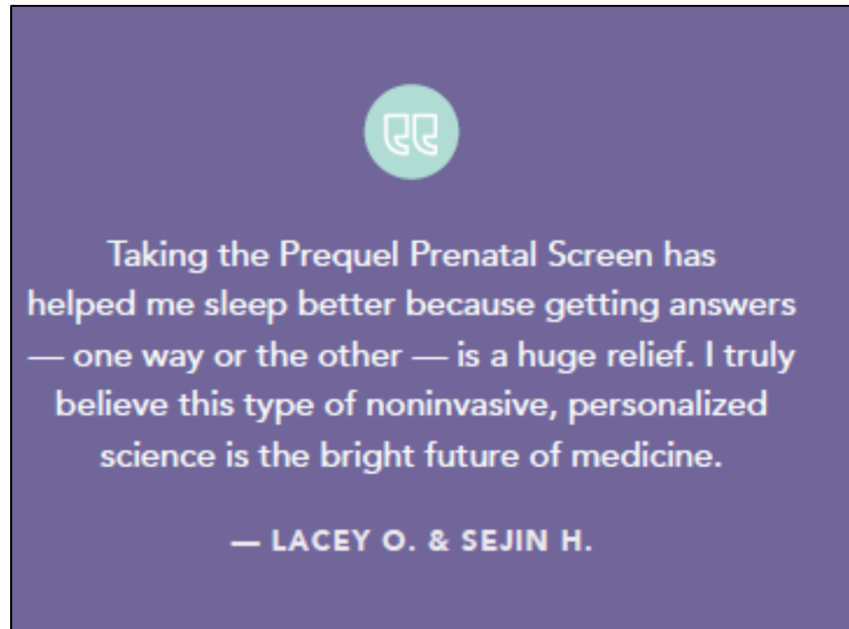 Taking the Prequel Prenatal Screen has
helped me sleep better because getting answers
— one way or the other — is a huge relief. I truly
believe this type of noninvasive, personalized
science is the bright future of medicine.
— LACEY O. & SEJIN H.